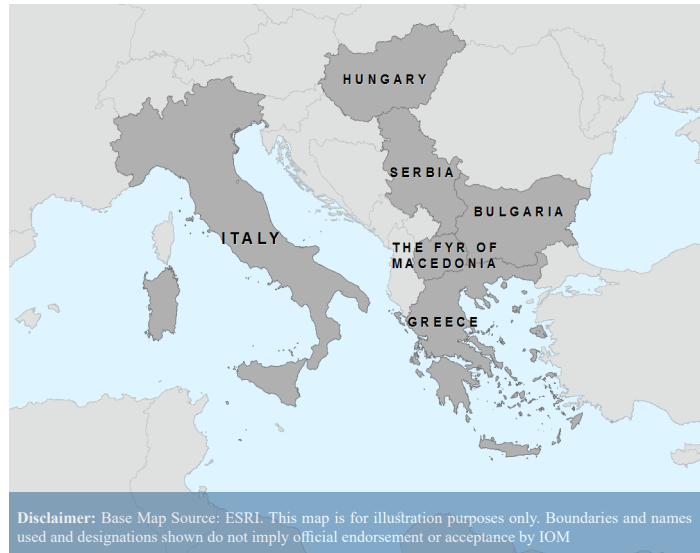 HUNGARY
SERBIA
BULGARIA
ITALY
THE FYR OF
MACEDONIA
GREECE
Disclaimer: Base Map Source: ESRI. This map is for illustration purposes only. Boundaries and names
used and designations shown do not imply official endorsement or acceptance by IOM